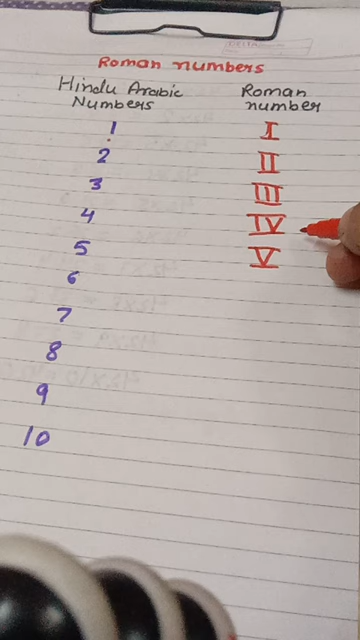 Roman numbers
Hindu Arabic Roman
Numbers number
1 I
2 II
3 III
4 IV
5 V
6
7
8
9
10